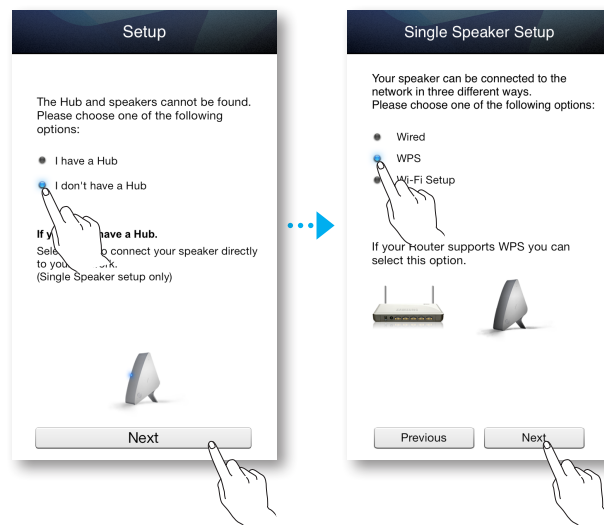 Setup
The Hub and speakers cannot be found.
Please choose one of the following
options:
I have a Hub
I don't have a Hub
If have a Hub.
connect your speaker directly
to
(Single Speaker setup only)
Next
Single Speaker Setup
Your speaker can be connected to the
network in three different ways.
Please choose one of the following options:
Wired
WPS
Wi-Fi Setup
If your Router supports WPS you can
select this option.
Previous
Next